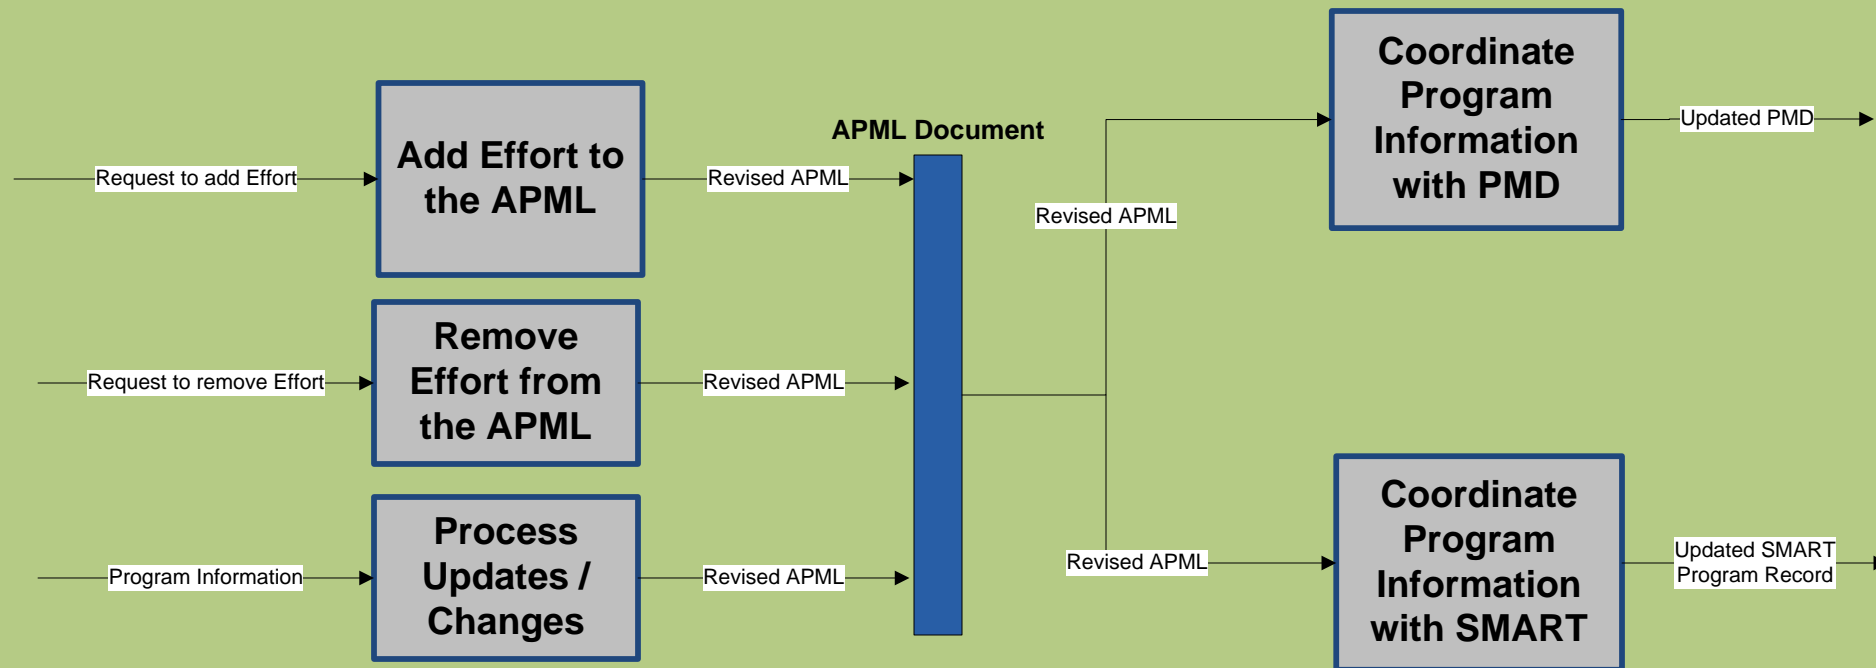 Request to add Effort
Add Effort to
the APML
Revised APML
Request to remove Effort
Remove
Effort from
the APML
Revised APML
Program Information
Process
Updates /
Changes
Revised APML
APML Document
Revised APML
Coordinate
Program
Information
with PMD
Updated PMD
Revised APML
Coordinate
Program
Information
with SMART
Updated SMART
Program Record